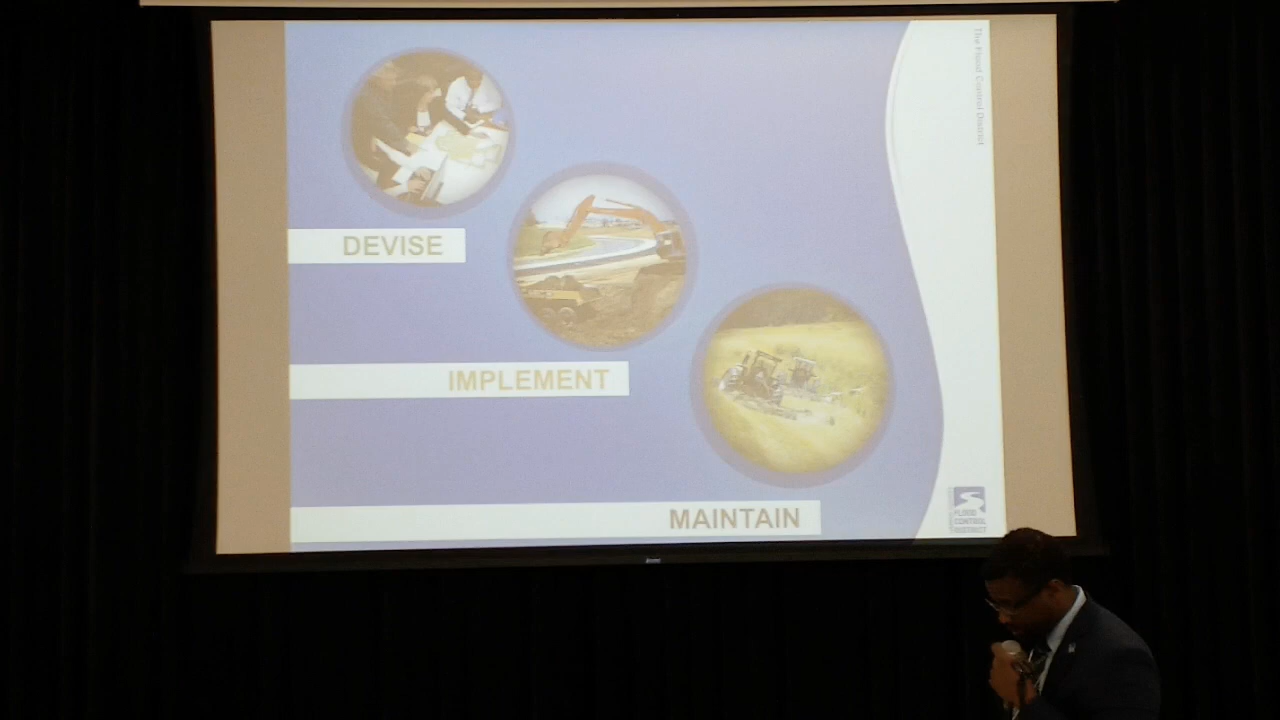 The Flood Control District
DEVISE
IMPLEMENT
MAINTAIN
FLOOD
CONTROL
DISTRICT